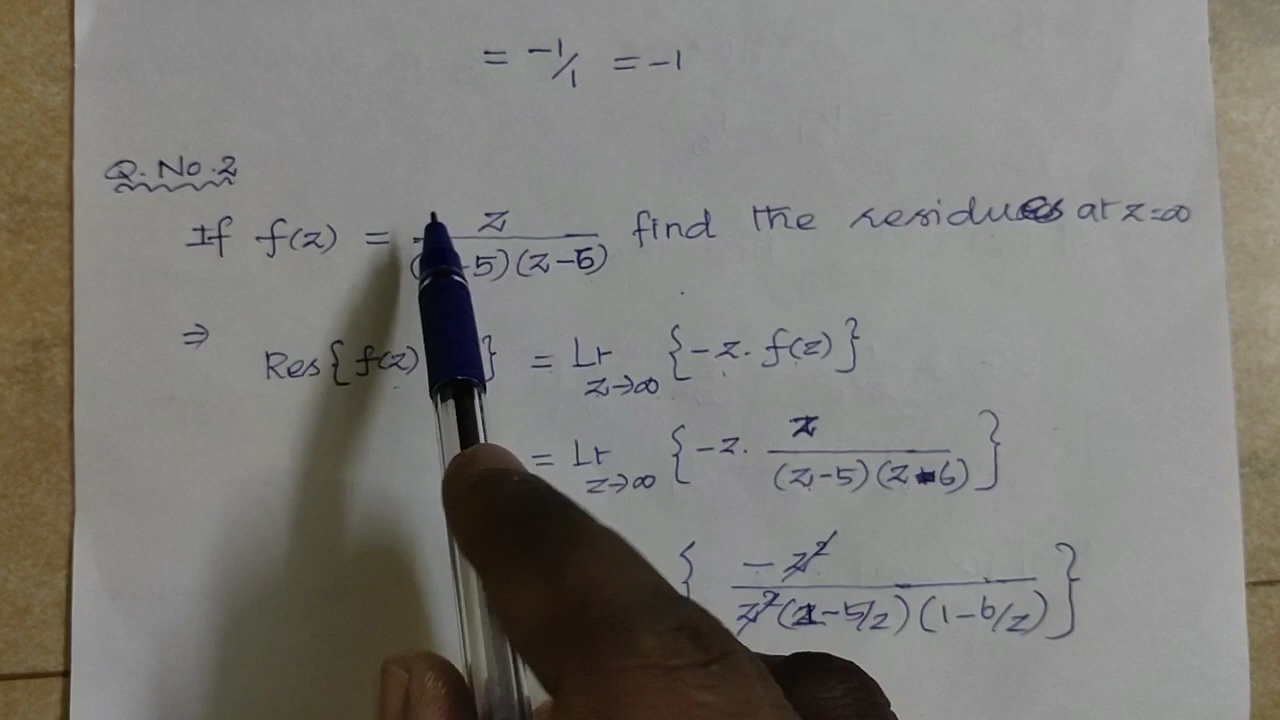 = -1/1 = -1
Q. No. 2
If f(z) = z / ( -5)(z-6) find the residues at z=∞
⇒ Res{f(z) } = Lt z→∞ {-z. f(z)}
= Lt z→∞ {-z. z / (z-5)(z-6)}
{ -z² / z²(1-5/z)(1-6/z) }